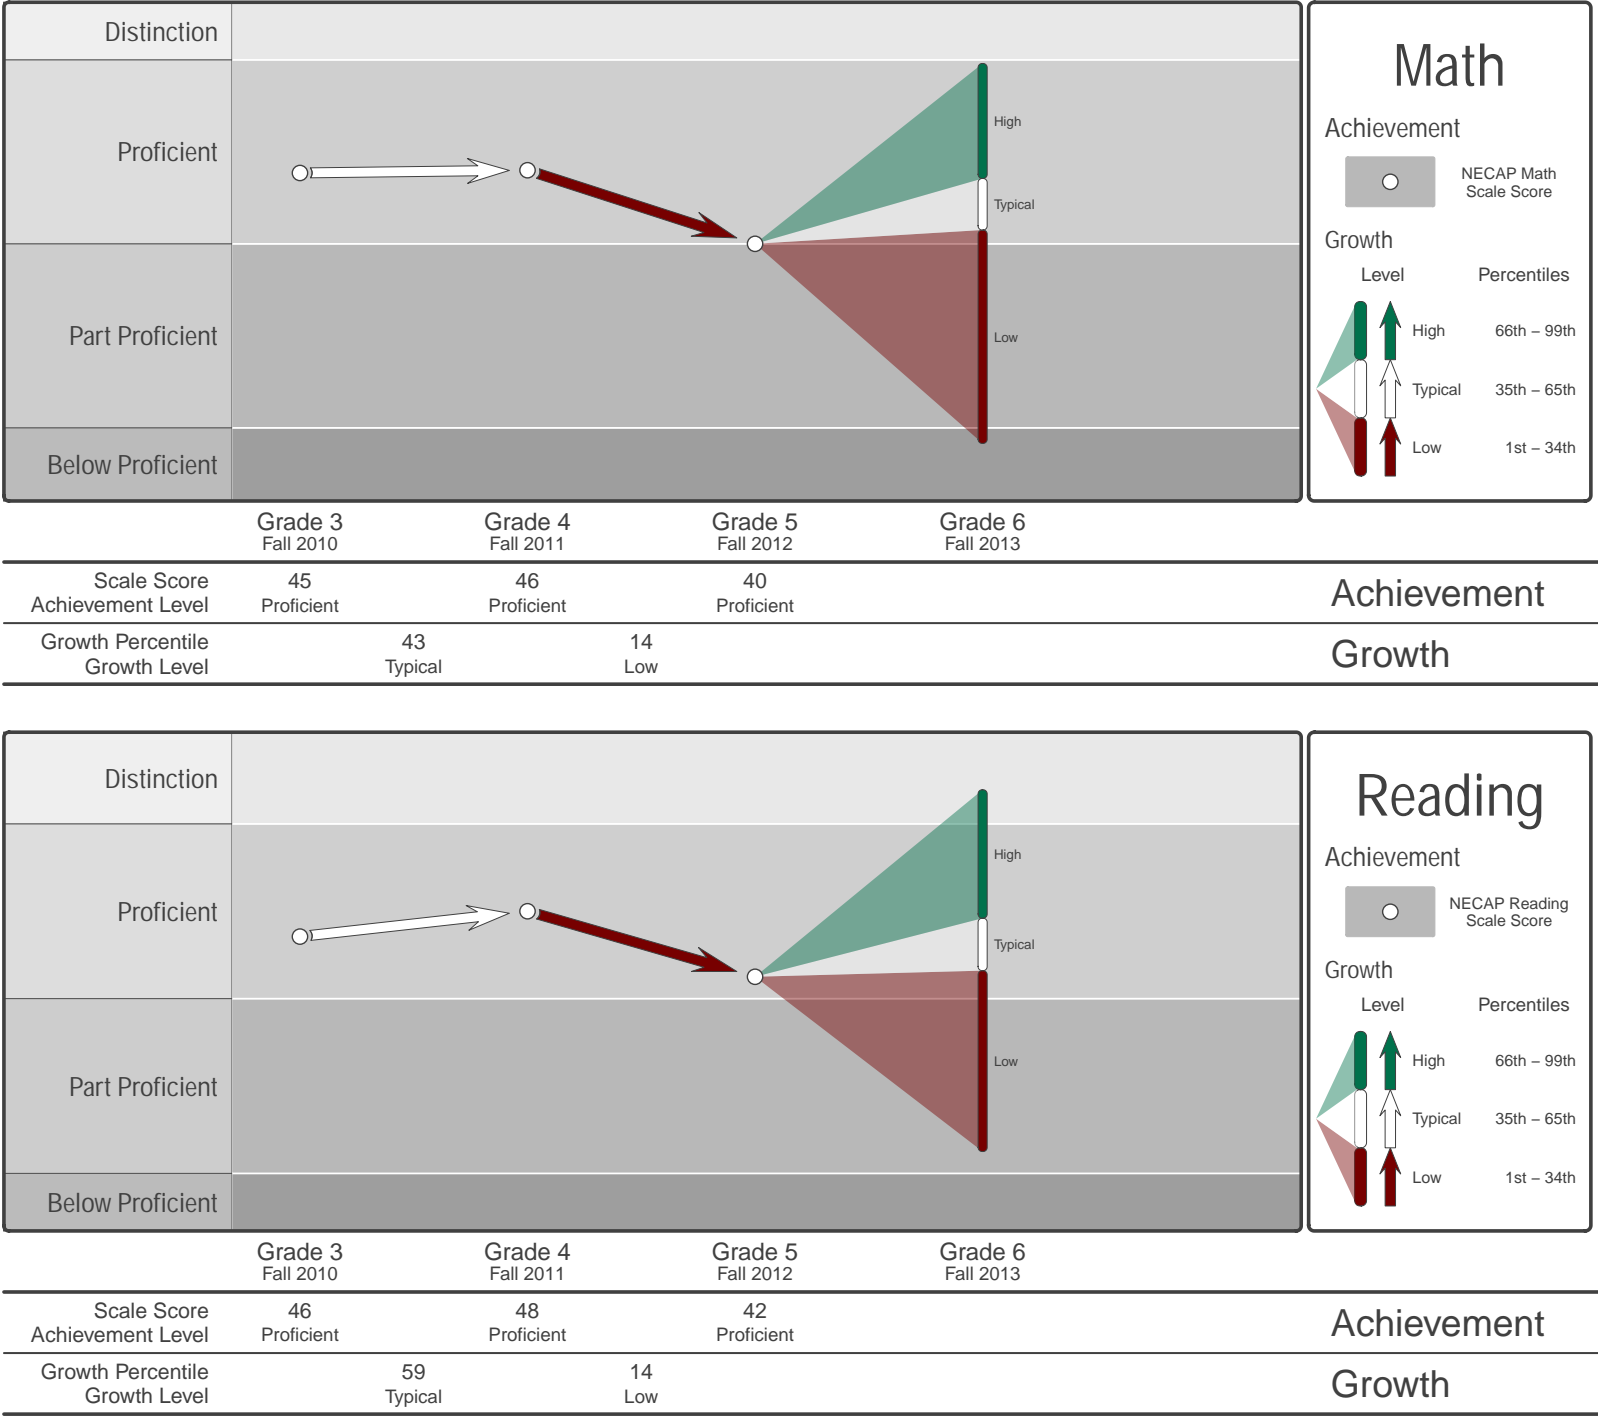 Distinction
Proficient
Part Proficient
Below Proficient
High
Typical
Low
Math
Achievement
NECAP Math
Scale Score
Growth
Level Percentiles
High 66th – 99th
Typical 35th – 65th
Low 1st – 34th
Grade 3 Grade 4 Grade 5 Grade 6
Fall 2010 Fall 2011 Fall 2012 Fall 2013
Scale Score 45 46 40
Achievement Level Proficient Proficient Proficient
Achievement
Growth Percentile 43 14
Growth Level Typical Low
Growth
Distinction
Proficient
Part Proficient
Below Proficient
High
Typical
Low
Reading
Achievement
NECAP Reading
Scale Score
Growth
Level Percentiles
High 66th – 99th
Typical 35th – 65th
Low 1st – 34th
Grade 3 Grade 4 Grade 5 Grade 6
Fall 2010 Fall 2011 Fall 2012 Fall 2013
Scale Score 46 48 42
Achievement Level Proficient Proficient Proficient
Achievement
Growth Percentile 59 14
Growth Level Typical Low
Growth